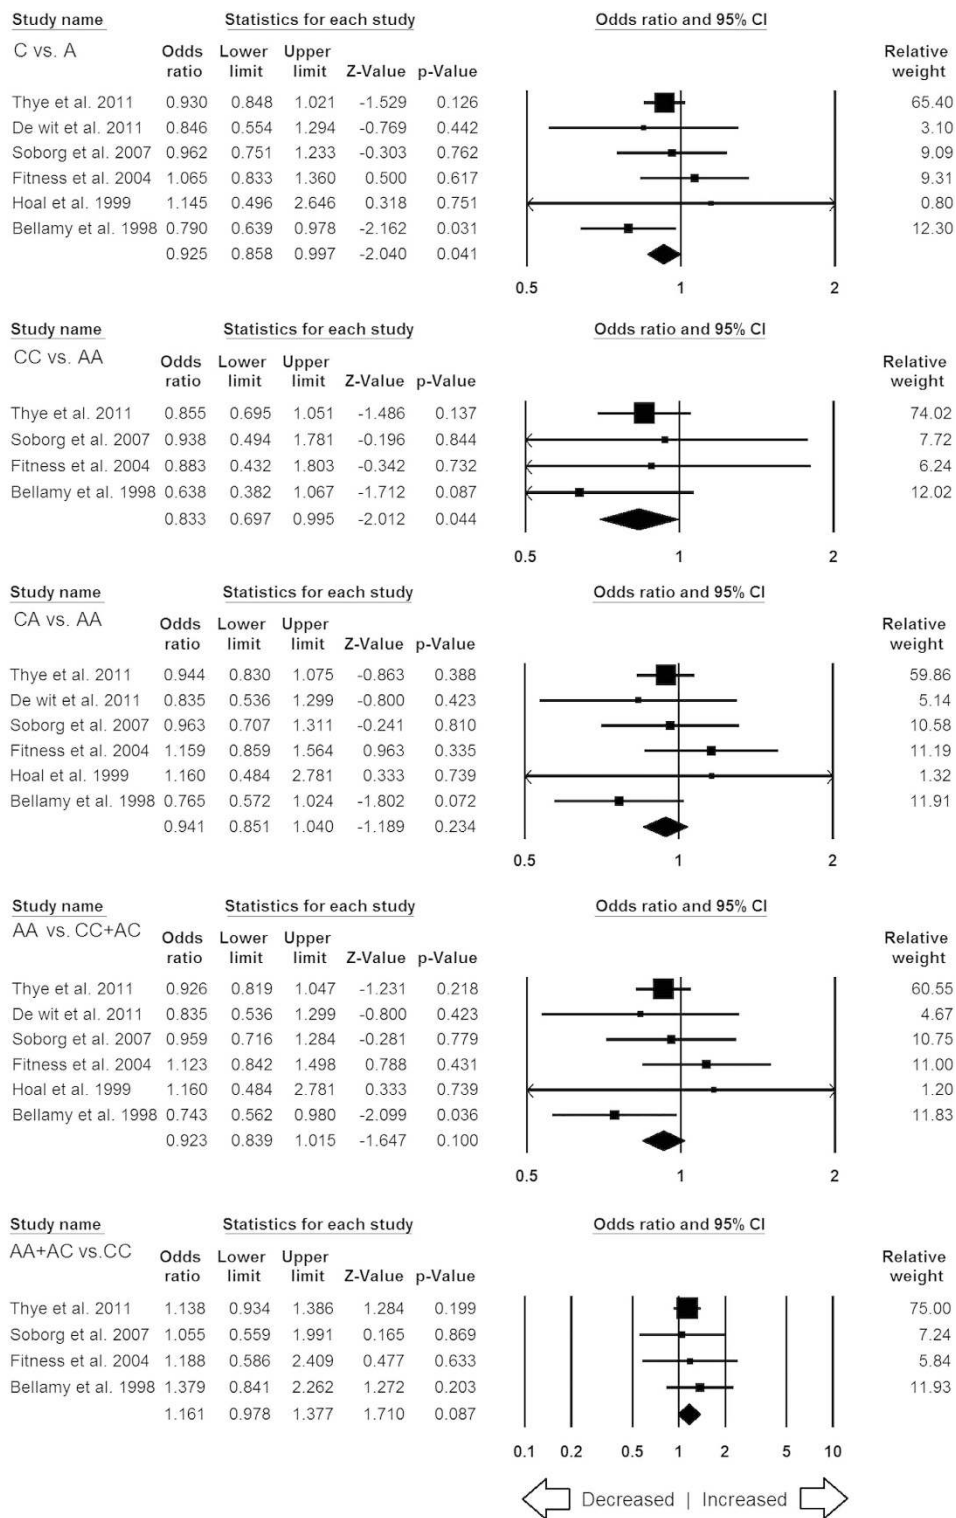 Study name Statistics for each study Odds ratio and 95% CI
C vs. A Odds Lower Upper Relative
ratio limit limit Z-Value p-Value weight
Thye et al. 2011 0.930 0.848 1.021 -1.529 0.126 65.40
De wit et al. 2011 0.846 0.554 1.294 -0.769 0.442 3.10
Soborg et al. 2007 0.962 0.751 1.233 -0.303 0.762 9.09
Fitness et al. 2004 1.065 0.833 1.360 0.500 0.617 9.31
Hoal et al. 1999 1.145 0.496 2.646 0.318 0.751 0.80
Bellamy et al. 1998 0.790 0.639 0.978 -2.162 0.031 12.30
0.925 0.858 0.997 -2.040 0.041
0.5 1 2
Study name Statistics for each study Odds ratio and 95% CI
CC vs. AA Odds Lower Upper Relative
ratio limit limit Z-Value p-Value weight
Thye et al. 2011 0.855 0.695 1.051 -1.486 0.137 74.02
Soborg et al. 2007 0.938 0.494 1.781 -0.196 0.844 7.72
Fitness et al. 2004 0.883 0.432 1.803 -0.342 0.732 6.24
Bellamy et al. 1998 0.638 0.382 1.067 -1.712 0.087 12.02
0.833 0.697 0.995 -2.012 0.044
0.5 1 2
Study name Statistics for each study Odds ratio and 95% CI
CA vs. AA Odds Lower Upper Relative
ratio limit limit Z-Value p-Value weight
Thye et al. 2011 0.944 0.830 1.075 -0.863 0.388 59.86
De wit et al. 2011 0.835 0.536 1.299 -0.800 0.423 5.14
Soborg et al. 2007 0.963 0.707 1.311 -0.241 0.810 10.58
Fitness et al. 2004 1.159 0.859 1.564 0.963 0.335 11.19
Hoal et al. 1999 1.160 0.484 2.781 0.333 0.739 1.32
Bellamy et al. 1998 0.765 0.572 1.024 -1.802 0.072 11.91
0.941 0.851 1.040 -1.189 0.234
0.5 1 2
Study name Statistics for each study Odds ratio and 95% CI
AA vs. CC+AC Odds Lower Upper Relative
ratio limit limit Z-Value p-Value weight
Thye et al. 2011 0.926 0.819 1.047 -1.231 0.218 60.55
De wit et al. 2011 0.835 0.536 1.299 -0.800 0.423 4.67
Soborg et al. 2007 0.959 0.716 1.284 -0.281 0.779 10.75
Fitness et al. 2004 1.123 0.842 1.498 0.788 0.431 11.00
Hoal et al. 1999 1.160 0.484 2.781 0.333 0.739 1.20
Bellamy et al. 1998 0.743 0.562 0.980 -2.099 0.036 11.83
0.923 0.839 1.015 -1.647 0.100
0.5 1 2
Study name Statistics for each study Odds ratio and 95% CI
AA+AC vs.CC Odds Lower Upper Relative
ratio limit limit Z-Value p-Value weight
Thye et al. 2011 1.138 0.934 1.386 1.284 0.199 75.00
Soborg et al. 2007 1.055 0.559 1.991 0.165 0.869 7.24
Fitness et al. 2004 1.188 0.586 2.409 0.477 0.633 5.84
Bellamy et al. 1998 1.379 0.841 2.262 1.272 0.203 11.93
1.161 0.978 1.377 1.710 0.087
0.1 0.2 0.5 1 2 5 10
Decreased | Increased